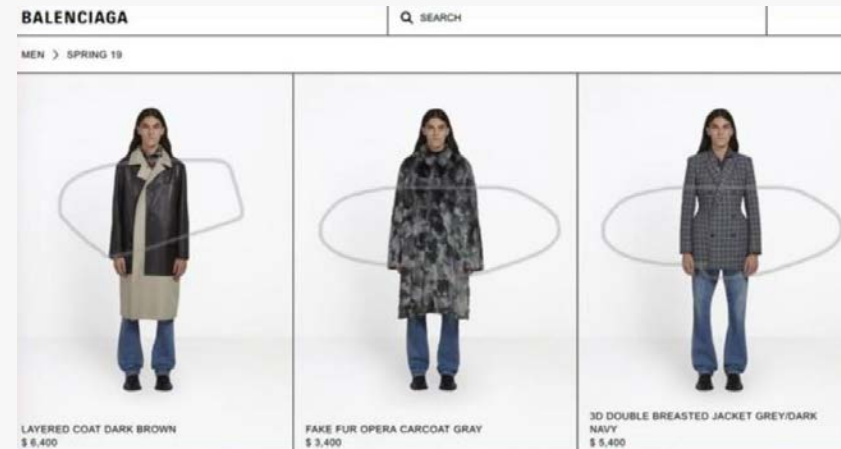 BALENCIAGA
SEARCH
MEN > SPRING 19
LAYERED COAT DARK BROWN
$ 6,400
FAKE FUR OPERA CARCOAT GRAY
$ 3,400
3D DOUBLE BREASTED JACKET GREY/DARK
NAVY
$ 5,400